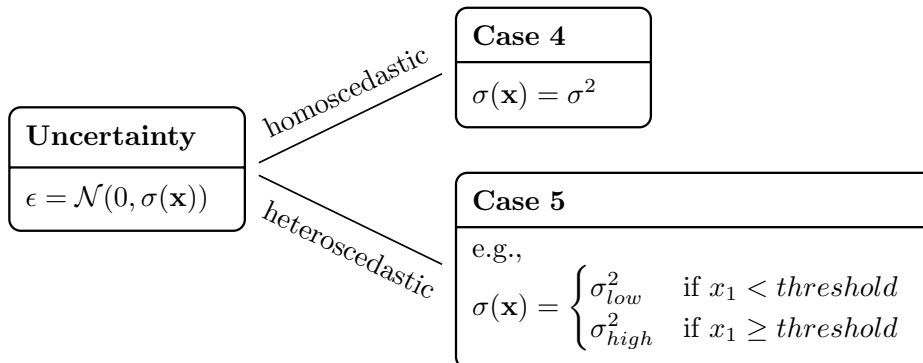 Uncertainty
ϵ = 𝒩(0, σ(𝐱))
homoscedastic
heteroscedastic
Case 4
σ(𝐱) = σ²
Case 5
e.g.,
σ(𝐱) = { σ²_low if x₁ < threshold
σ²_high if x₁ ≥ threshold